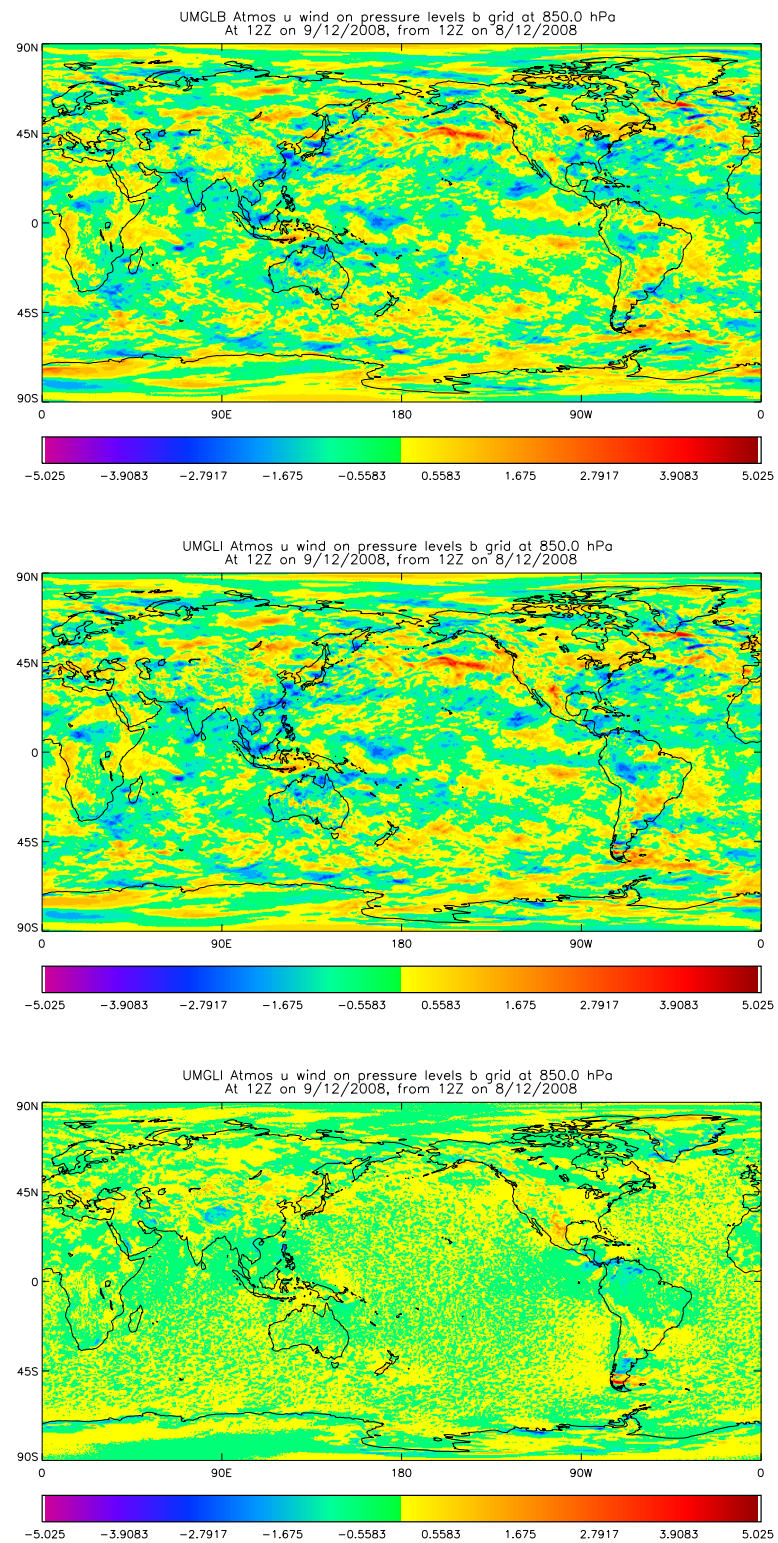 UMGLB Atmos u wind on pressure levels b grid at 850.0 hPa
At 12Z on 9/12/2008, from 12Z on 8/12/2008
90N
45N
0
45S
90S
0 90E 180 90W 0
−5.025 −3.9083 −2.7917 −1.675 −0.5583 0.5583 1.675 2.7917 3.9083 5.025
UMGLI Atmos u wind on pressure levels b grid at 850.0 hPa
At 12Z on 9/12/2008, from 12Z on 8/12/2008
90N
45N
0
45S
90S
0 90E 180 90W 0
−5.025 −3.9083 −2.7917 −1.675 −0.5583 0.5583 1.675 2.7917 3.9083 5.025
UMGLI Atmos u wind on pressure levels b grid at 850.0 hPa
At 12Z on 9/12/2008, from 12Z on 8/12/2008
90N
45N
0
45S
90S
0 90E 180 90W 0
−5.025 −3.9083 −2.7917 −1.675 −0.5583 0.5583 1.675 2.7917 3.9083 5.025